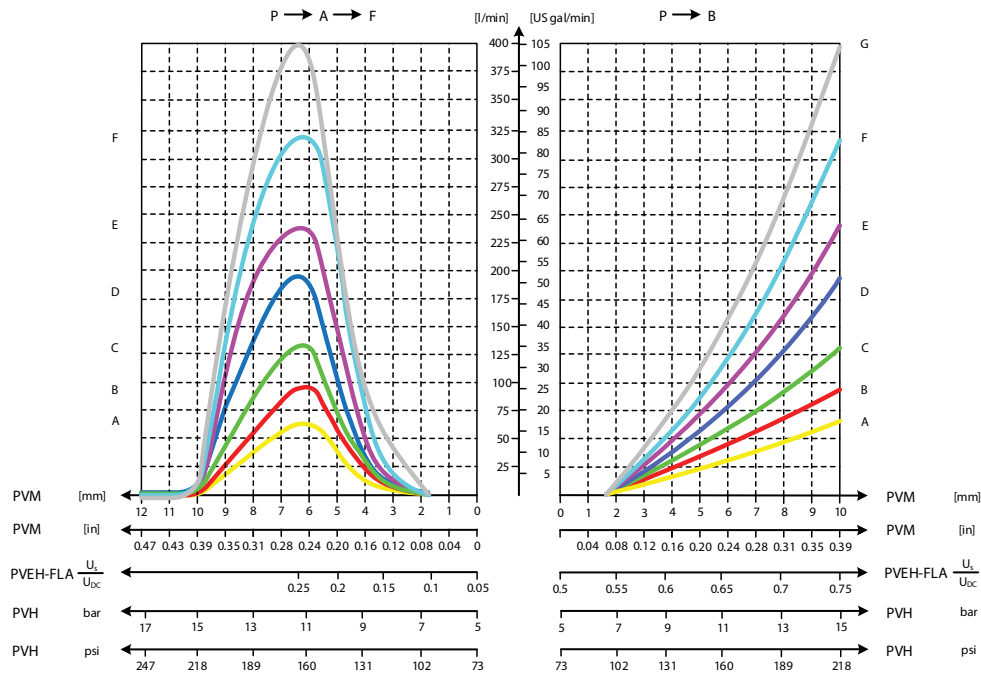 P → A → F
[l/min]
[US gal/min]
P → B
400
375
350
325
300
275
250
225
200
175
150
125
100
75
50
25
105
100
95
90
85
80
75
70
65
60
55
50
45
40
35
30
25
20
15
10
5
F
E
D
C
B
A
G
F
E
D
C
B
A
PVM [mm]
12 11 10 9 8 7 6 5 4 3 2 1 0
0 1 2 3 4 5 6 7 8 9 10
PVM [mm]
PVM [in]
0.47 0.43 0.39 0.35 0.31 0.28 0.24 0.20 0.16 0.12 0.08 0.04 0
0.04 0.08 0.12 0.16 0.20 0.24 0.28 0.31 0.35 0.39
PVM [in]
PVEH-FLA Us
UDC
0.25 0.2 0.15 0.1 0.05
0.5 0.55 0.6 0.65 0.7 0.75
PVEH-FLA Us
UDC
PVH bar
17 15 13 11 9 7 5
5 7 9 11 13 15
PVH bar
PVH psi
247 218 189 160 131 102 73
73 102 131 160 189 218
PVH psi